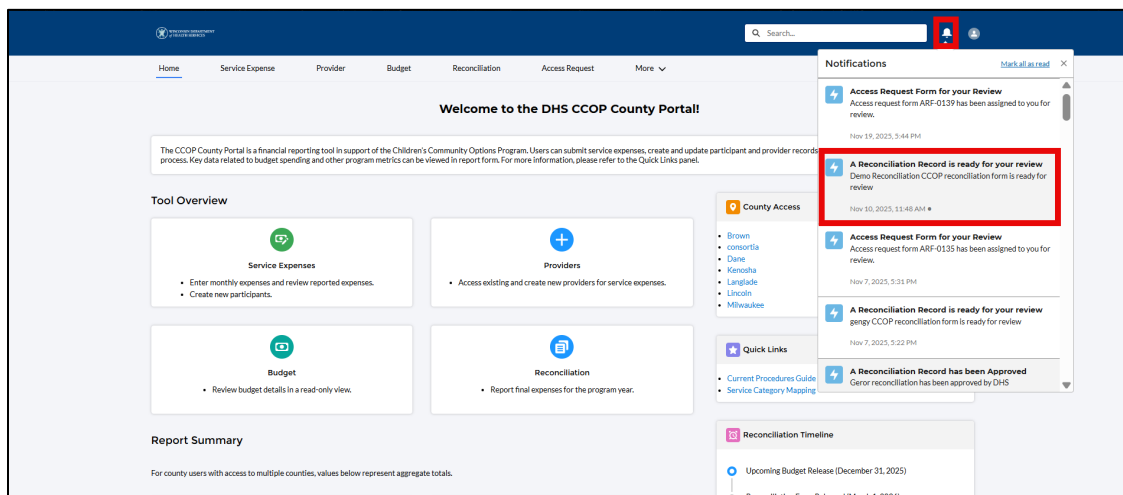 WISCONSIN DEPARTMENT
of HEALTH SERVICES
Search...
Home
Service Expense
Provider
Budget
Reconciliation
Access Request
More
Notifications
Mark all as read
Access Request Form for your Review
Access request form ARF-0139 has been assigned to you for
review.
Nov 19, 2025, 5:44 PM
A Reconciliation Record is ready for your review
Demo Reconciliation CCOP reconciliation form is ready for
review
Nov 10, 2025, 11:48 AM
Access Request Form for your Review
Access request form ARF-0135 has been assigned to you for
review.
Nov 7, 2025, 5:31 PM
A Reconciliation Record is ready for your review
gengy CCOP reconciliation form is ready for review
Nov 7, 2025, 5:22 PM
A Reconciliation Record has been Approved
Geror reconciliation has been approved by DHS
Welcome to the DHS CCOP County Portal!
The CCOP County Portal is a financial reporting tool in support of the Children's Community Options Program. Users can submit service expenses, create and update participant and provider records
process. Key data related to budget spending and other program metrics can be viewed in report form. For more information, please refer to the Quick Links panel.
Tool Overview
Service Expenses
• Enter monthly expenses and review reported expenses.
• Create new participants.
Providers
• Access existing and create new providers for service expenses.
Budget
• Review budget details in a read-only view.
Reconciliation
• Report final expenses for the program year.
County Access
• Brown
• consortia
• Dane
• Kenosha
• Langlade
• Lincoln
• Milwaukee
Quick Links
• Current Procedures Guide
• Service Category Mapping
Report Summary
For county users with access to multiple counties, values below represent aggregate totals.
Reconciliation Timeline
Upcoming Budget Release (December 31, 2025)